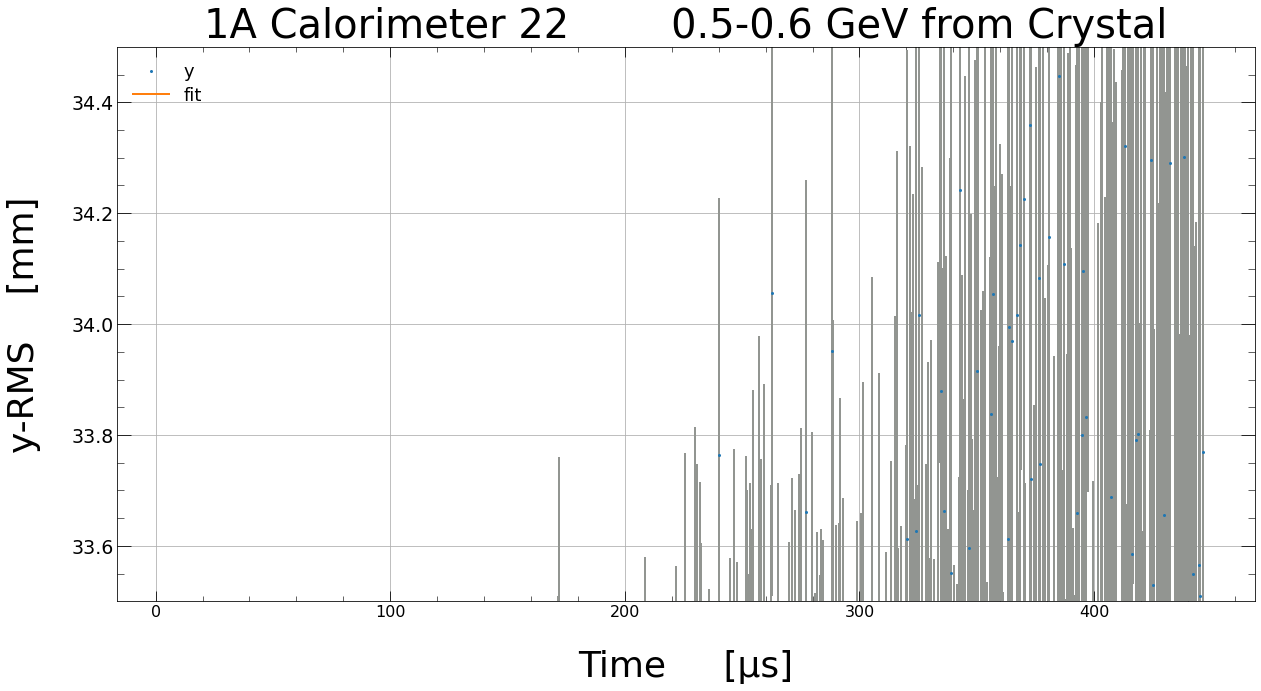 1A Calorimeter 22 0.5-0.6 GeV from Crystal
y
fit
34.4
34.2
34.0
33.8
33.6
y-RMS [mm]
0 100 200 300 400
Time [μs]